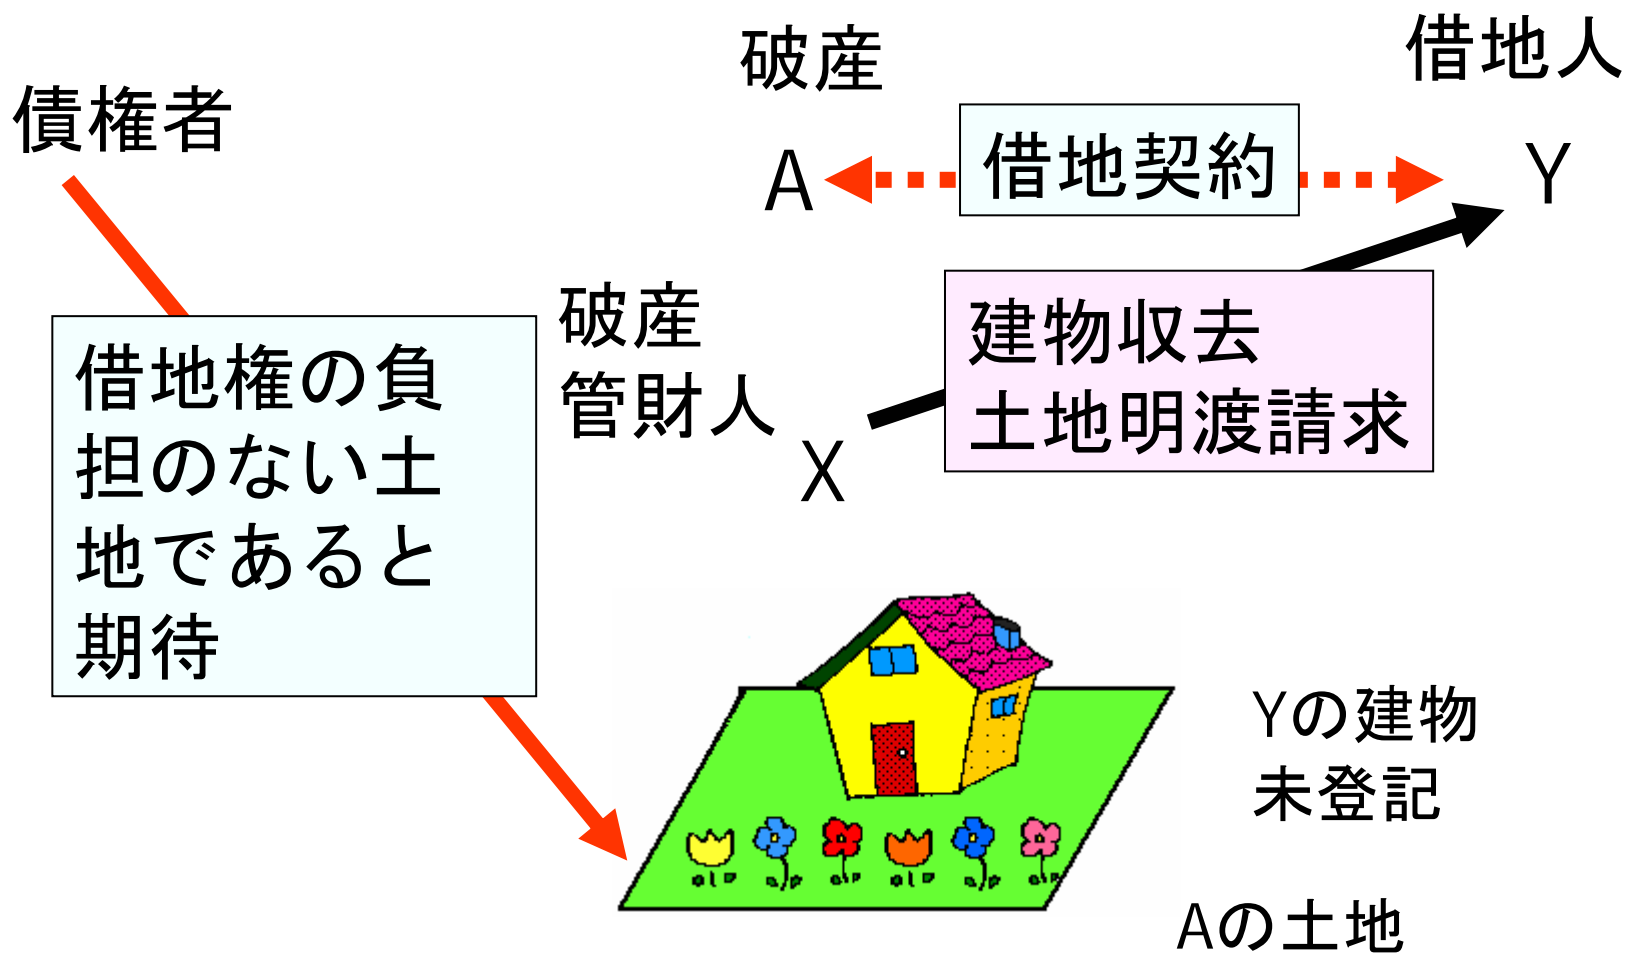 破産
借地人
債権者
借地契約
A
Y
破産
管財人
X
建物収去
土地明渡請求
借地権の負
担のない土
地であると
期待
Yの建物
未登記
Aの土地